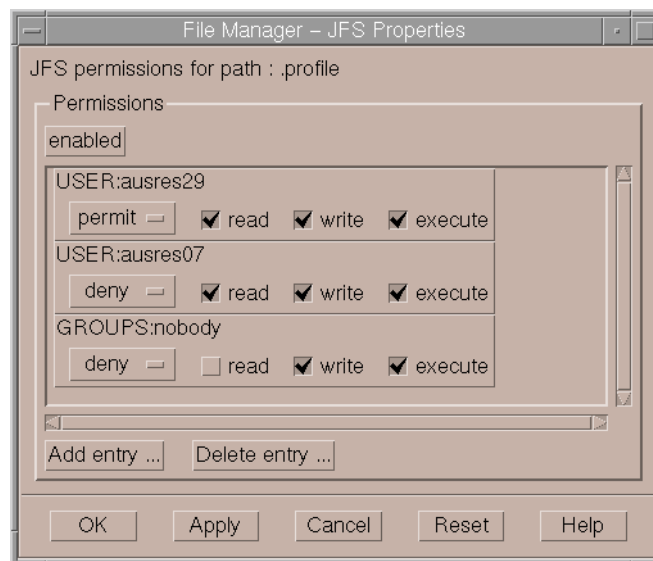 File Manager – JFS Properties
JFS permissions for path : .profile
Permissions
enabled
USER:ausres29
permit read write execute
USER:ausres07
deny read write execute
GROUPS:nobody
deny read write execute
Add entry ... Delete entry ...
OK Apply Cancel Reset Help